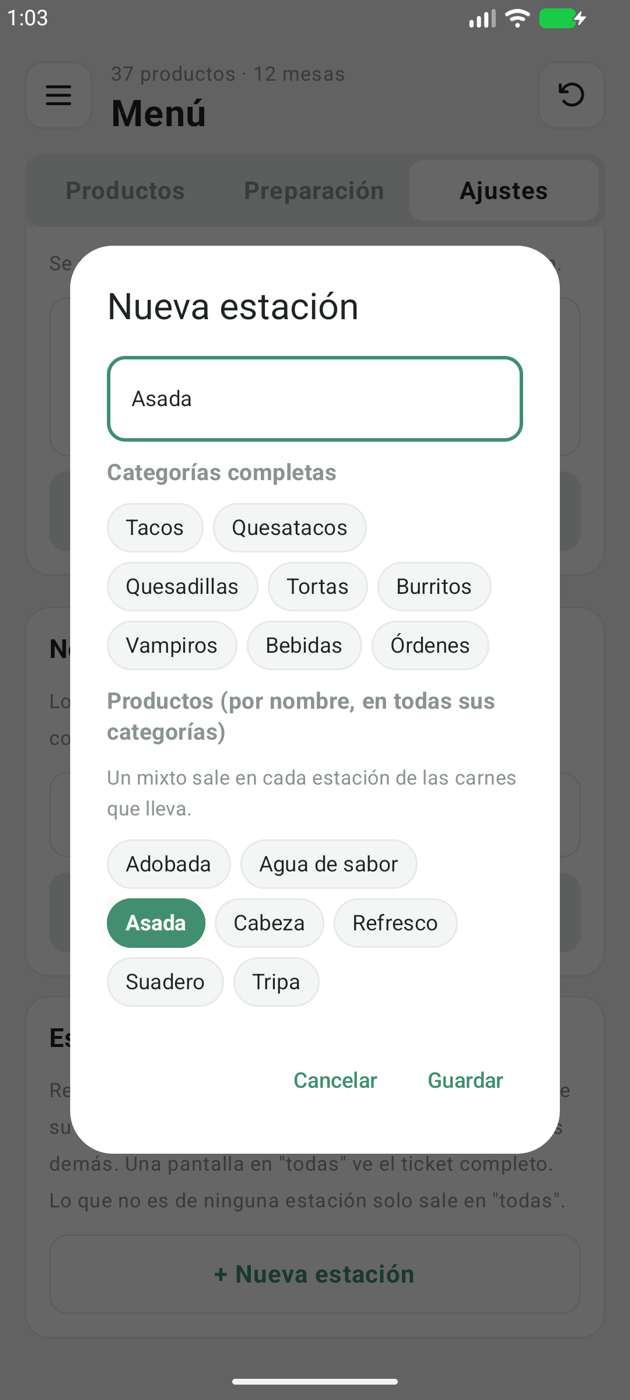 1:03
37 productos · 12 mesas
Menú
Productos Preparación Ajustes
Se
Nueva estación
Asada
Categorías completas
Tacos Quesatacos
Quesadillas Tortas Burritos
Vampiros Bebidas Órdenes
Productos (por nombre, en todas sus
categorías)
Un mixto sale en cada estación de las carnes
que lleva.
Adobada Agua de sabor
Asada Cabeza Refresco
Suadero Tripa
Cancelar Guardar
demás. Una pantalla en "todas" ve el ticket completo.
Lo que no es de ninguna estación solo sale en "todas".
+ Nueva estación